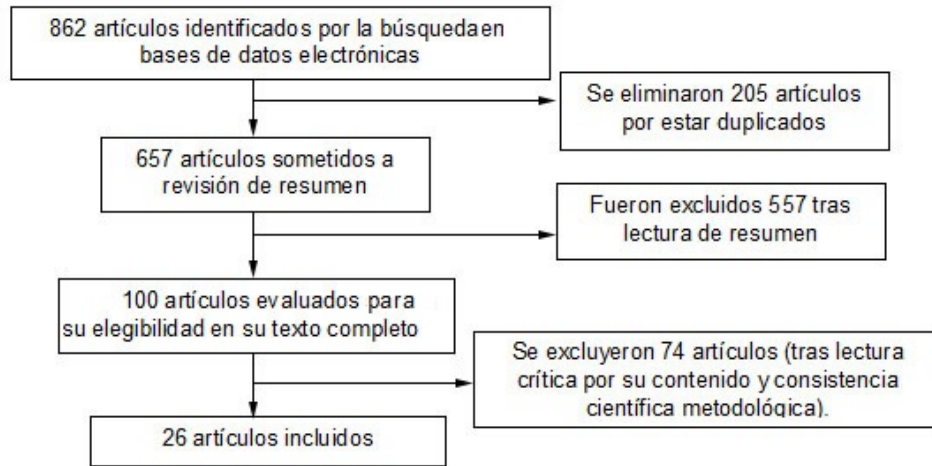 862 artículos identificados por la búsqueda en
bases de datos electrónicas
Se eliminaron 205 artículos
por estar duplicados
657 artículos sometidos a
revisión de resumen
Fueron excluidos 557 tras
lectura de resumen
100 artículos evaluados para
su elegibilidad en su texto completo
Se excluyeron 74 artículos (tras lectura
crítica por su contenido y consistencia
científica metodológica).
26 artículos incluidos